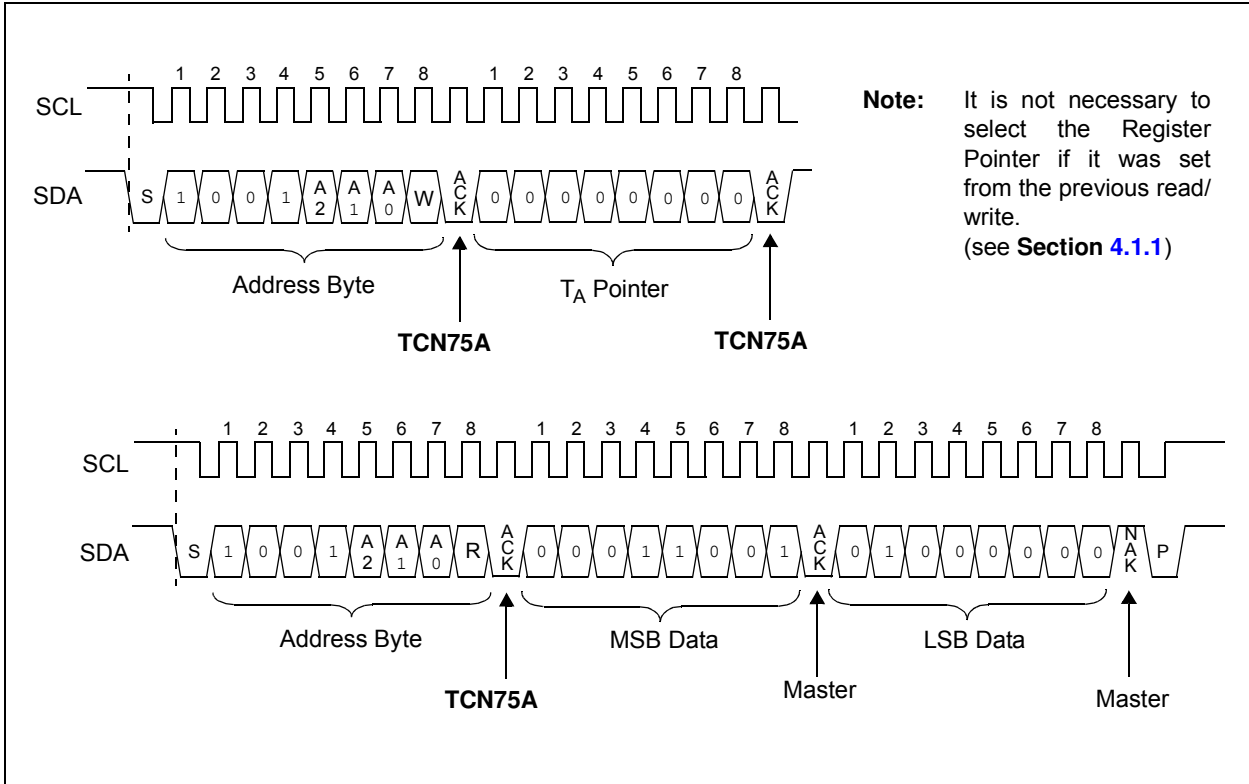 1 2 3 4 5 6 7 8 1 2 3 4 5 6 7 8
SCL
SDA S 1 0 0 1 A2 A1 A0 W ACK 0 0 0 0 0 0 0 0 ACK
Address Byte TA Pointer
TCN75A TCN75A
Note: It is not necessary to
select the Register
Pointer if it was set
from the previous read/
write.
(see Section 4.1.1)
1 2 3 4 5 6 7 8 1 2 3 4 5 6 7 8 1 2 3 4 5 6 7 8
SCL
SDA S 1 0 0 1 A2 A1 A0 R ACK 0 0 0 1 1 0 0 1 ACK 0 1 0 0 0 0 0 0 NAK P
Address Byte MSB Data LSB Data
TCN75A Master Master